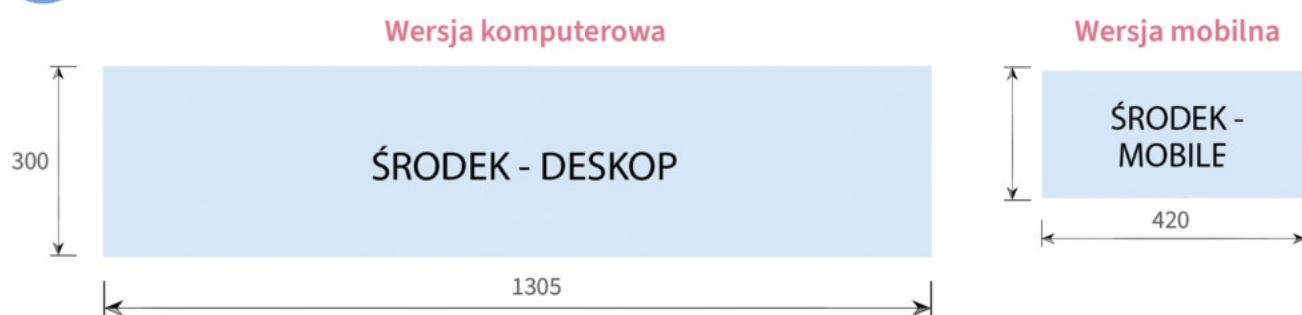 Wersja komputerowa
Wersja mobilna
300
ŚRODEK - DESKOP
1305
ŚRODEK -
MOBILE
420